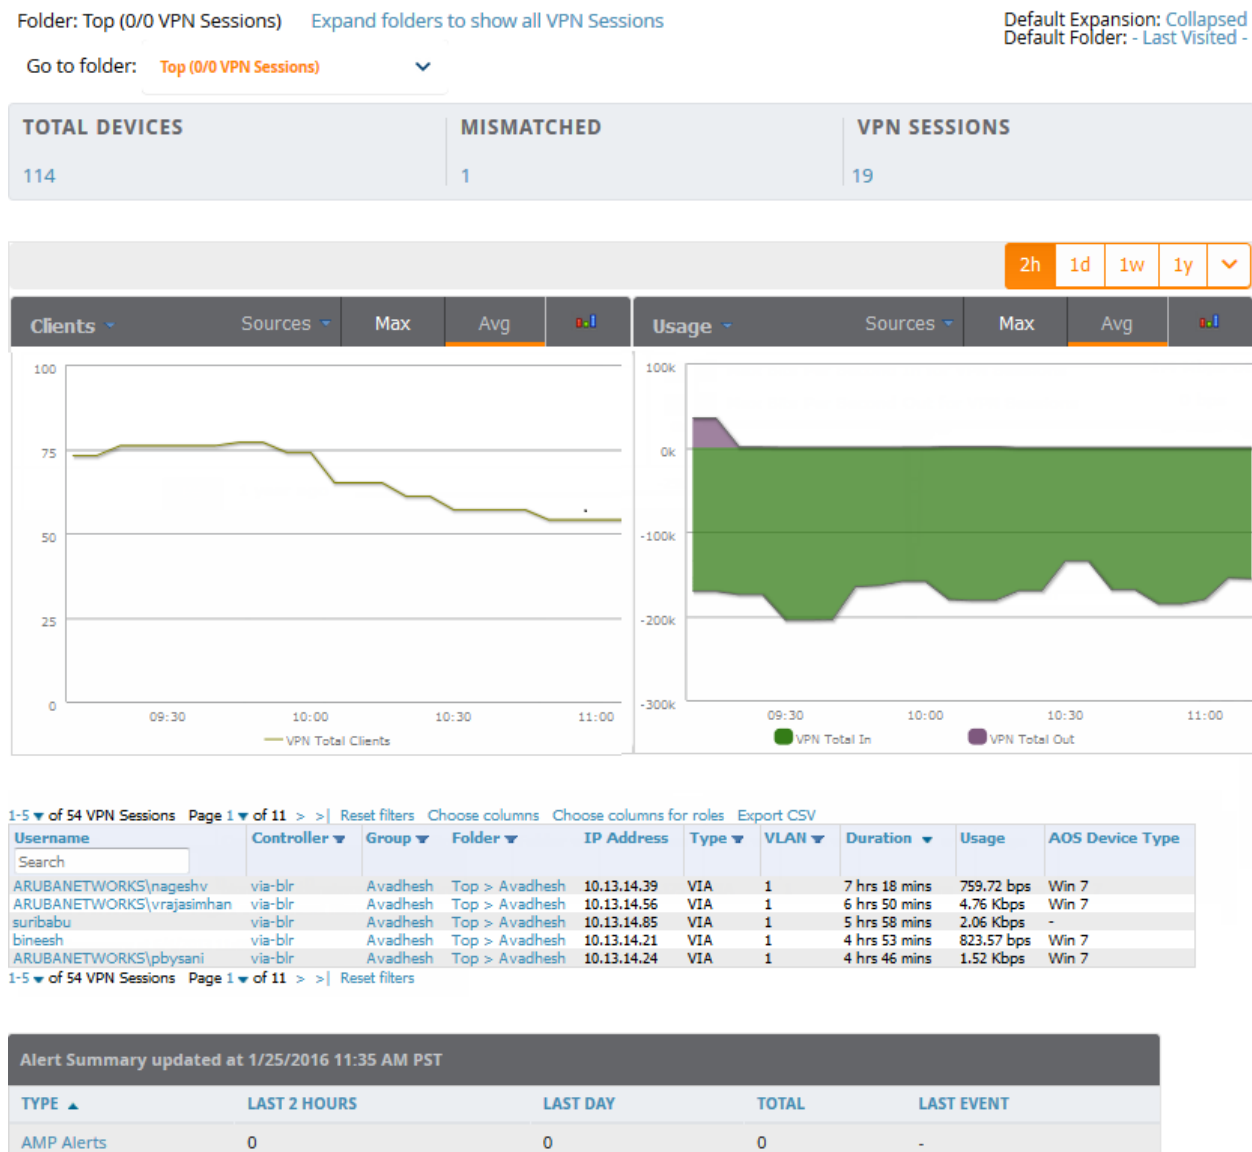 Folder: Top (0/0 VPN Sessions) Expand folders to show all VPN Sessions Default Expansion: Collapsed
Default Folder: - Last Visited -
Go to folder: Top (0/0 VPN Sessions)
TOTAL DEVICES MISMATCHED VPN SESSIONS
114 1 19
2h 1d 1w 1y
Clients Sources Max Avg Usage Sources Max Avg
100
75
50
25
0
09:30 10:00 10:30 11:00
VPN Total Clients
100k
0k
-100k
-200k
-300k
09:30 10:00 10:30 11:00
VPN Total In VPN Total Out
1-5 of 54 VPN Sessions Page 1 of 11 > >| Reset filters Choose columns Choose columns for roles Export CSV
Username Controller Group Folder IP Address Type VLAN Duration Usage AOS Device Type
Search
ARUBANETWORKS\nageshv via-blr Avadhesh Top > Avadhesh 10.13.14.39 VIA 1 7 hrs 18 mins 759.72 bps Win 7
ARUBANETWORKS\vrajasimhan via-blr Avadhesh Top > Avadhesh 10.13.14.56 VIA 1 6 hrs 50 mins 4.76 Kbps Win 7
suribabu via-blr Avadhesh Top > Avadhesh 10.13.14.85 VIA 1 5 hrs 58 mins 2.06 Kbps -
bineesh via-blr Avadhesh Top > Avadhesh 10.13.14.21 VIA 1 4 hrs 53 mins 823.57 bps Win 7
ARUBANETWORKS\pbysani via-blr Avadhesh Top > Avadhesh 10.13.14.24 VIA 1 4 hrs 46 mins 1.52 Kbps Win 7
1-5 of 54 VPN Sessions Page 1 of 11 > >| Reset filters
Alert Summary updated at 1/25/2016 11:35 AM PST
TYPE LAST 2 HOURS LAST DAY TOTAL LAST EVENT
AMP Alerts 0 0 0 -